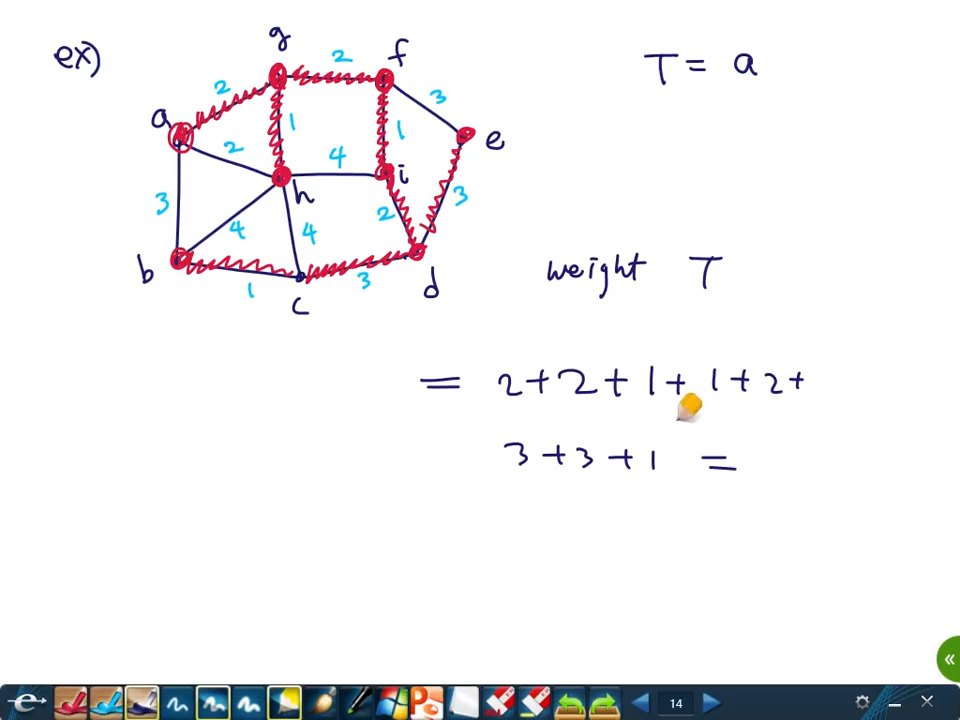 ex)
T = a
g
f
2
2
a
3
e
2
1
1
4
i
h
3
3
4
4
2
b
1
c
3
d
weight T
= 2+2+1+1+2+
3+3+1 =
14